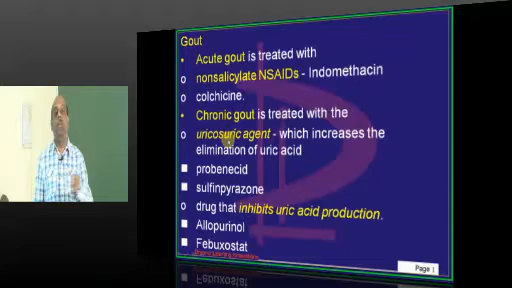 Gout
• Acute gout is treated with
o nonsalicylate NSAIDs - Indomethacin
o colchicine.
• Chronic gout is treated with the
o uricosuric agent - which increases the
elimination of uric acid
■ probenecid
■ sulfinpyrazone
o drug that inhibits uric acid production.
■ Allopurinol
■ Febuxostat
Page 1